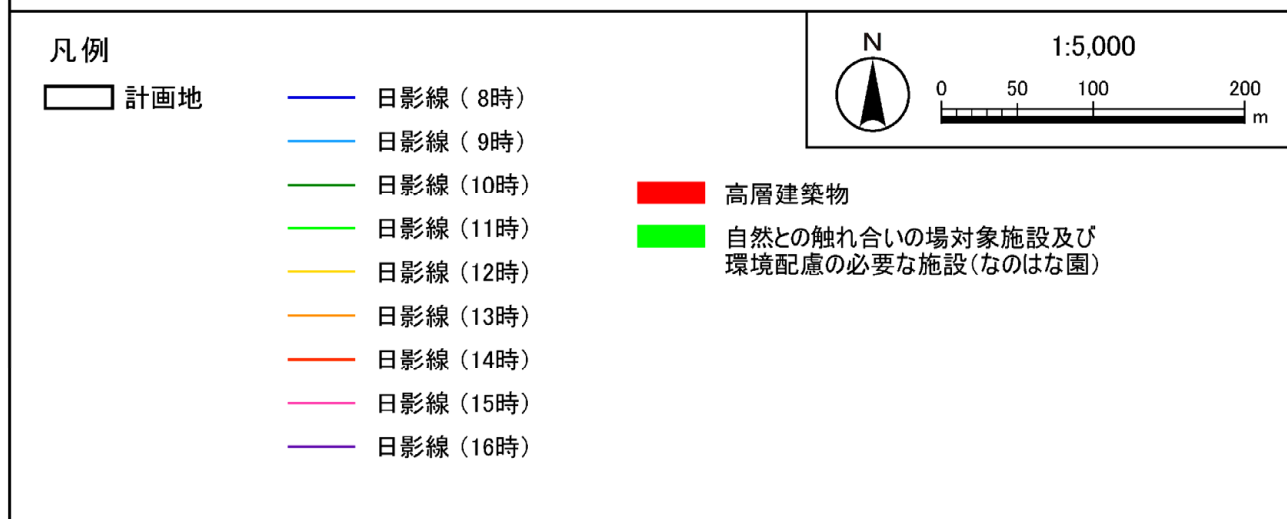 凡例
計画地
日影線（ 8時）
日影線（ 9時）
日影線（10時）
日影線（11時）
日影線（12時）
日影線（13時）
日影線（14時）
日影線（15時）
日影線（16時）
高層建築物
自然との触れ合いの場対象施設及び
環境配慮の必要な施設（なのはな園）
N
1:5,000
0 50 100 200
m